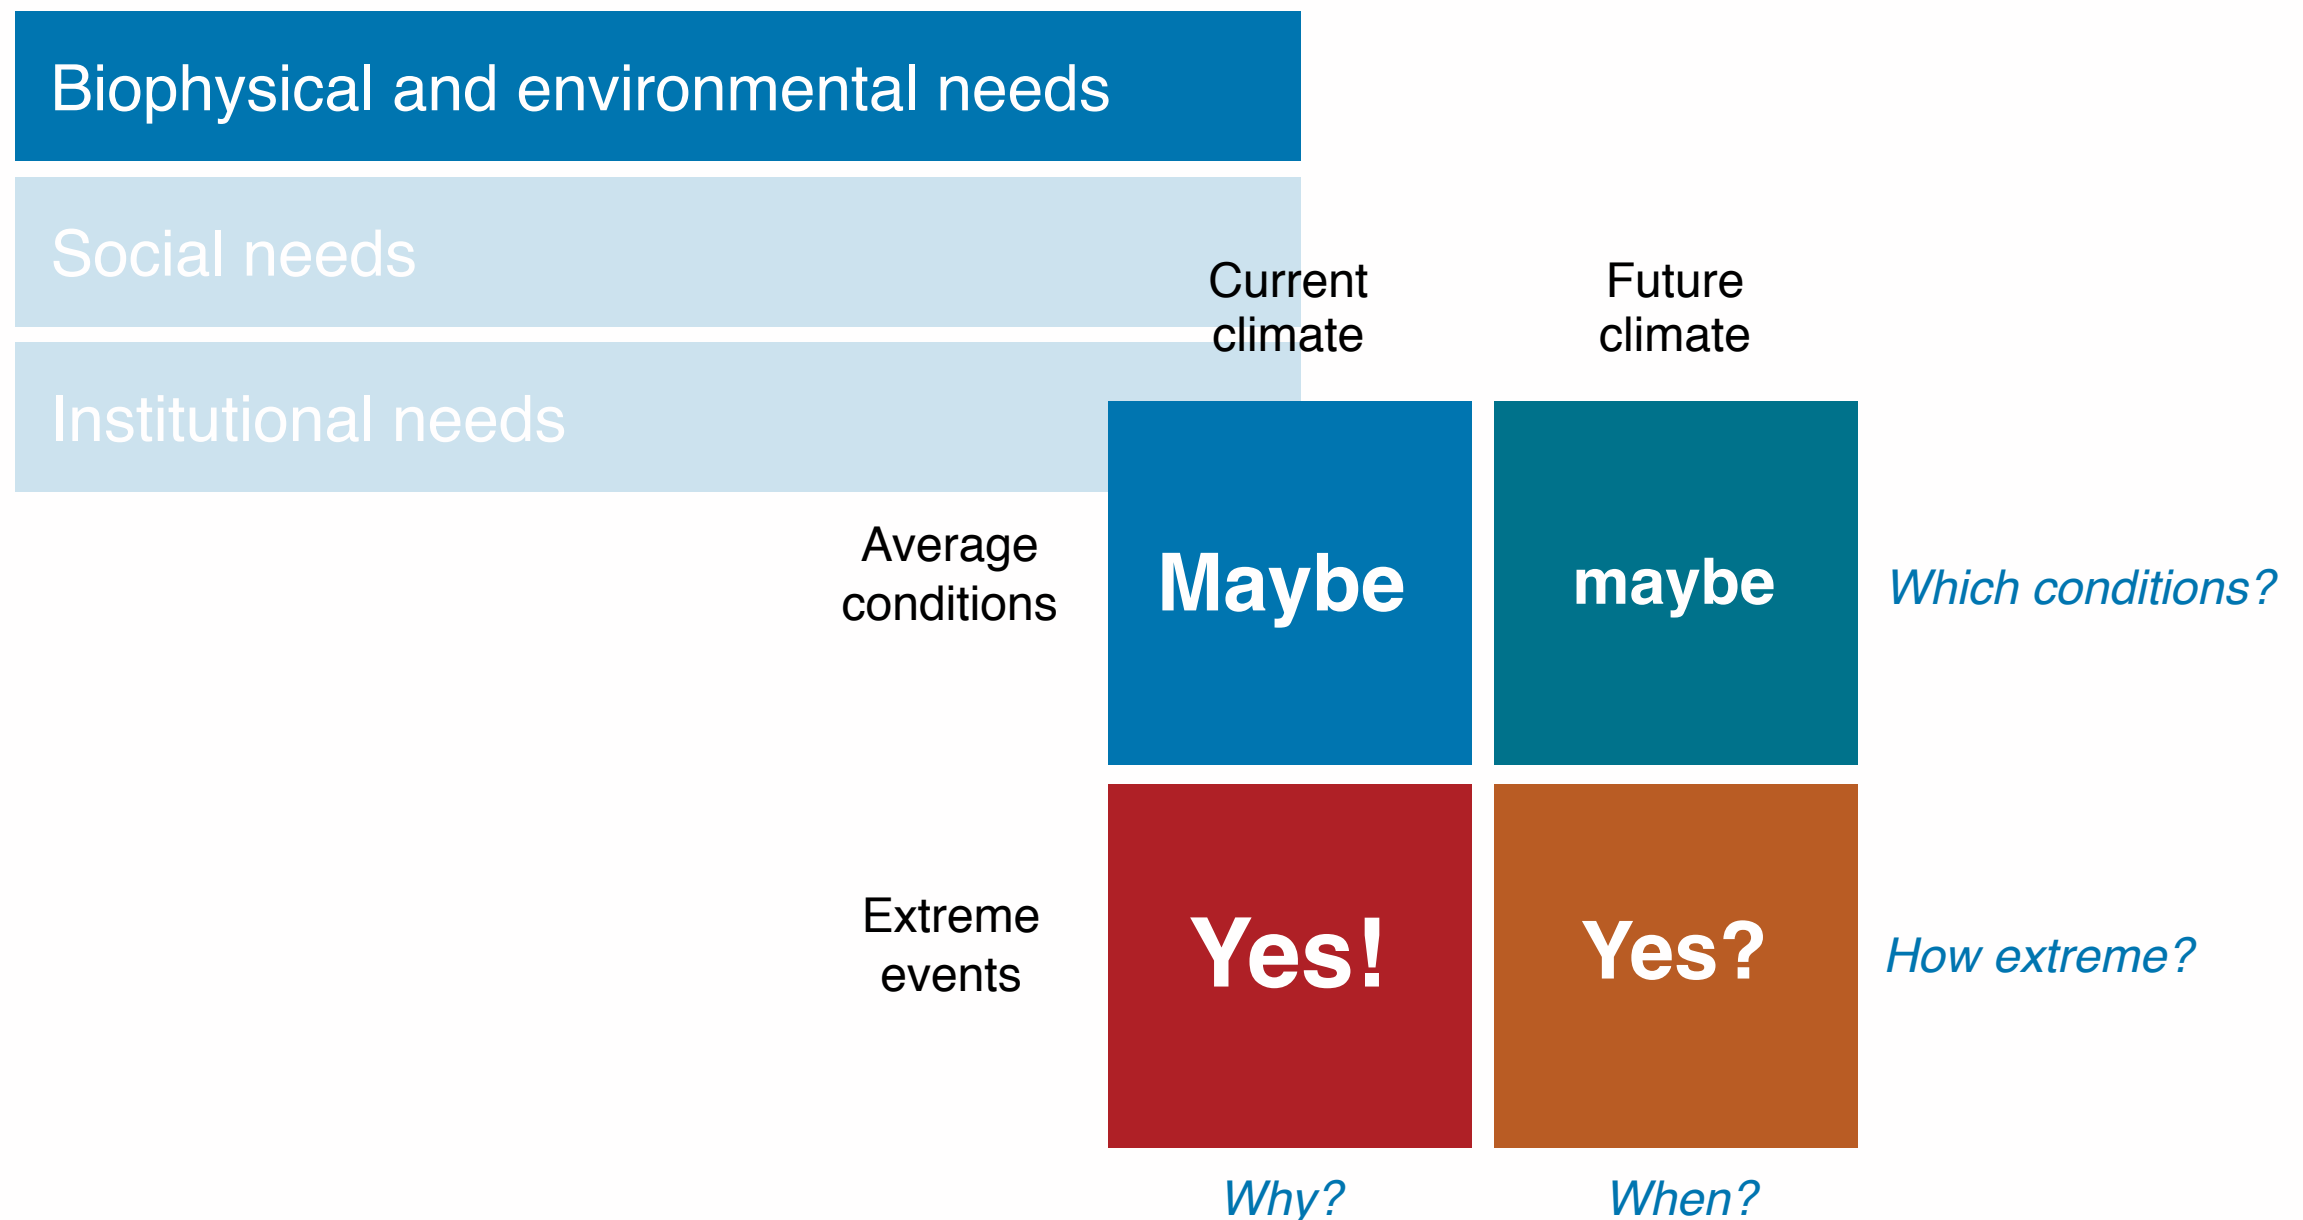 Biophysical and environmental needs
Social needs
Institutional needs
Current
climate
Future
climate
Average
conditions
Maybe
maybe
Which conditions?
Extreme
events
Yes!
Yes?
How extreme?
Why?
When?